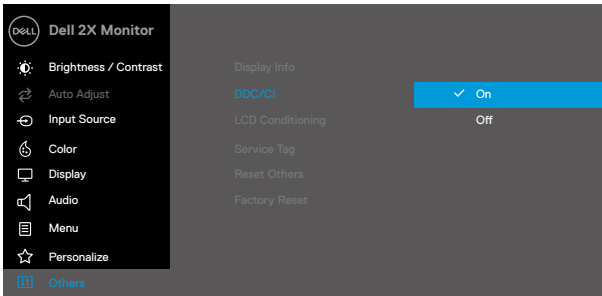 DELL
Dell 2X Monitor
Brightness / Contrast
Display Info
Auto Adjust
DDC/CI
On
Input Source
LCD Conditioning
Off
Color
Service Tag
Display
Reset Others
Audio
Factory Reset
Menu
Personalize
Others